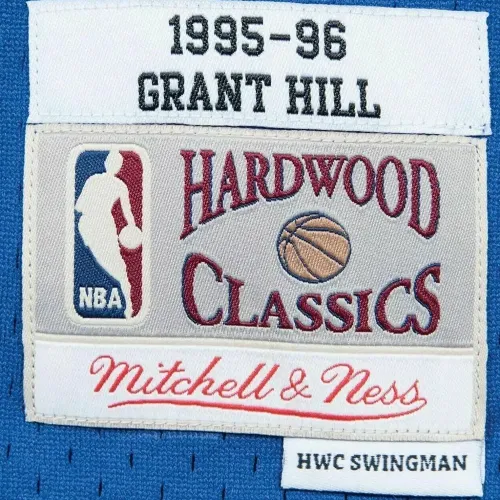 1995-96
GRANT HILL
HARDWOOD
CLASSICS
NBA
Mitchell & Ness
HWC SWINGMAN